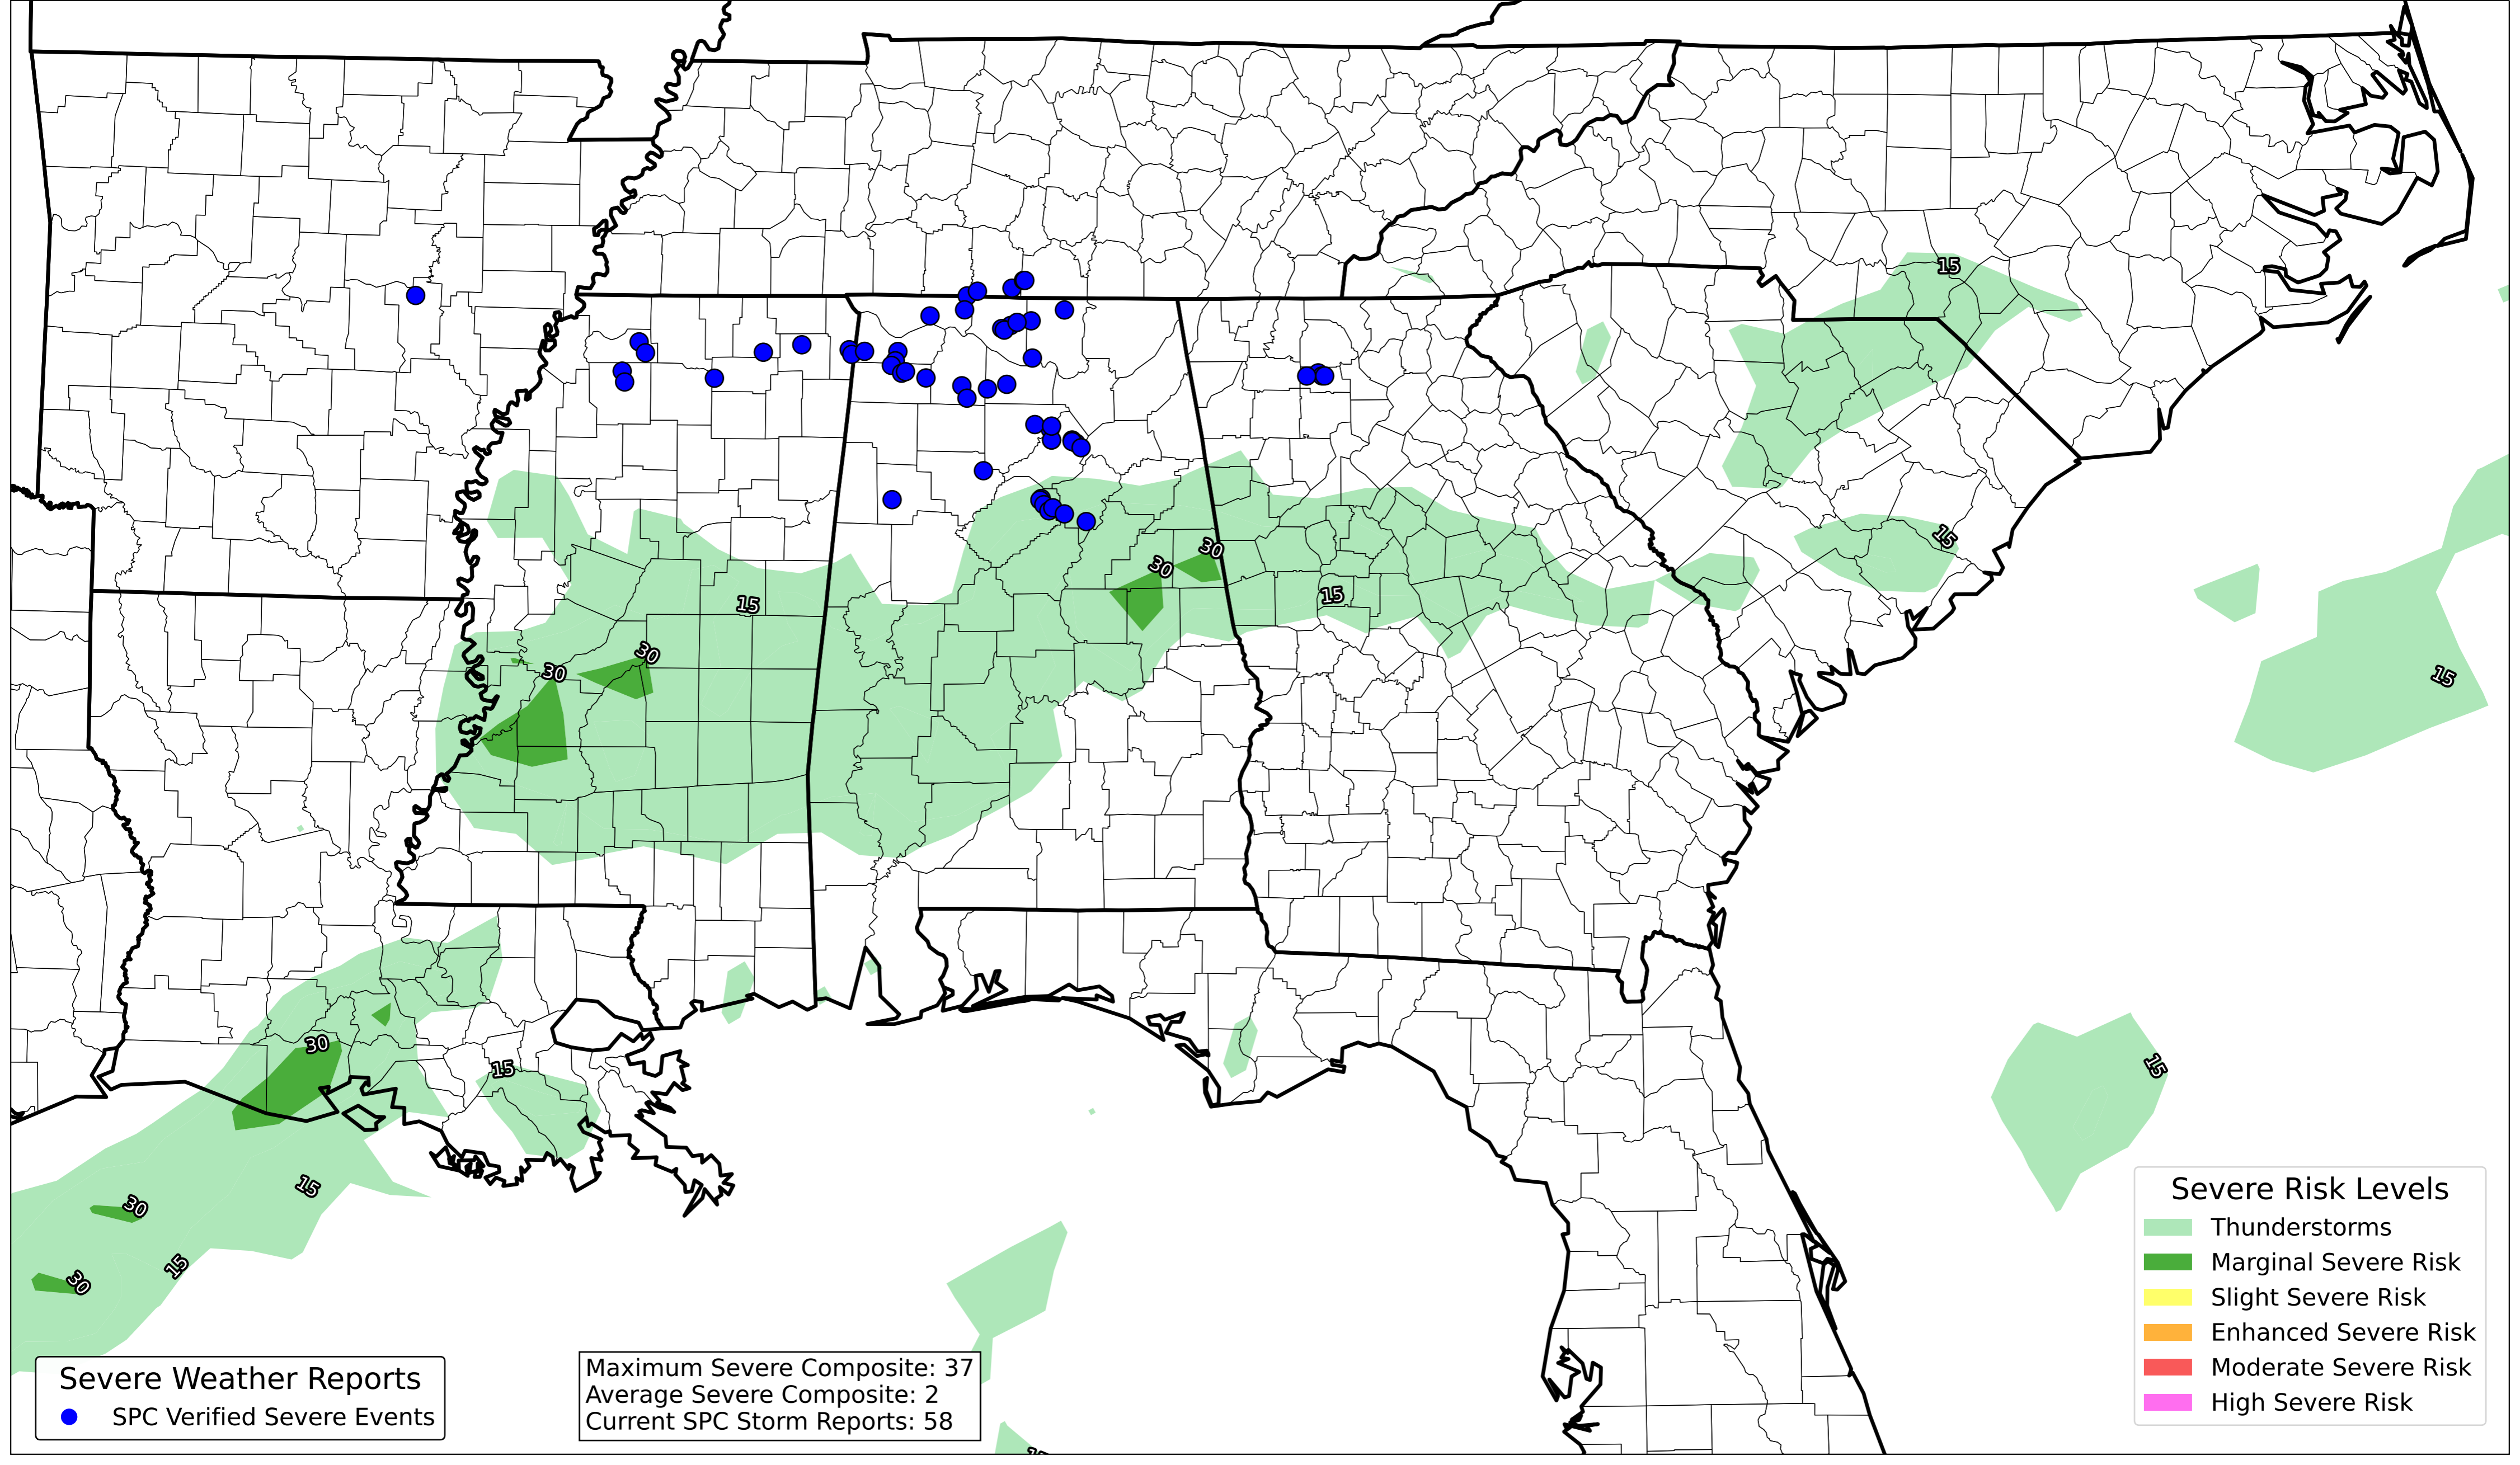 15
15
30
30
15
15
30
30
15
15
30
15
15
30
15
30
15
Severe Risk Levels
Thunderstorms
Marginal Severe Risk
Slight Severe Risk
Enhanced Severe Risk
Moderate Severe Risk
High Severe Risk
Severe Weather Reports
SPC Verified Severe Events
Maximum Severe Composite: 37
Average Severe Composite: 2
Current SPC Storm Reports: 58